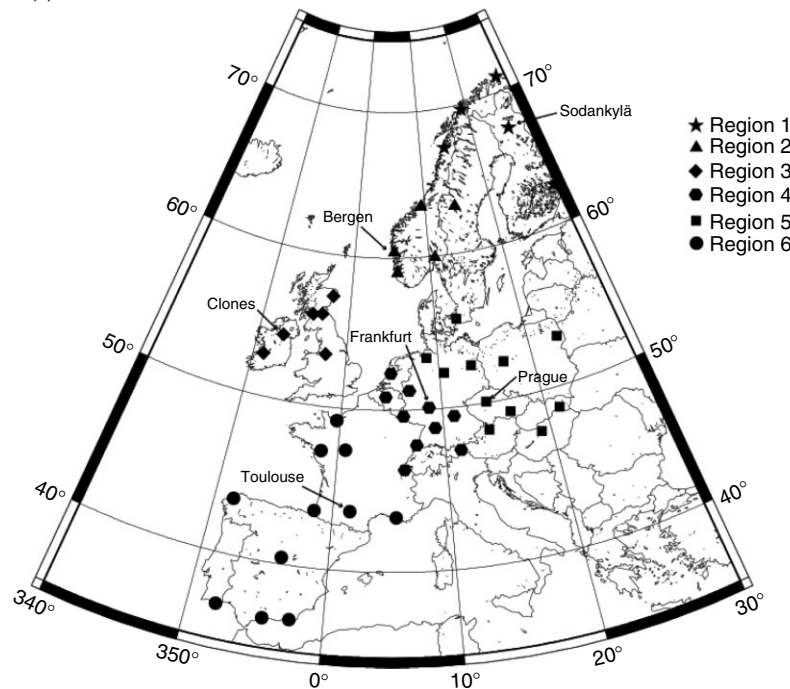 70°
70°
Sodankylä
Region 1
Region 2
Region 3
Region 4
Region 5
Region 6
60°
60°
Bergen
Clones
Frankfurt
50°
50°
Prague
Toulouse
40°
40°
340°
30°
350°
20°
0°
10°